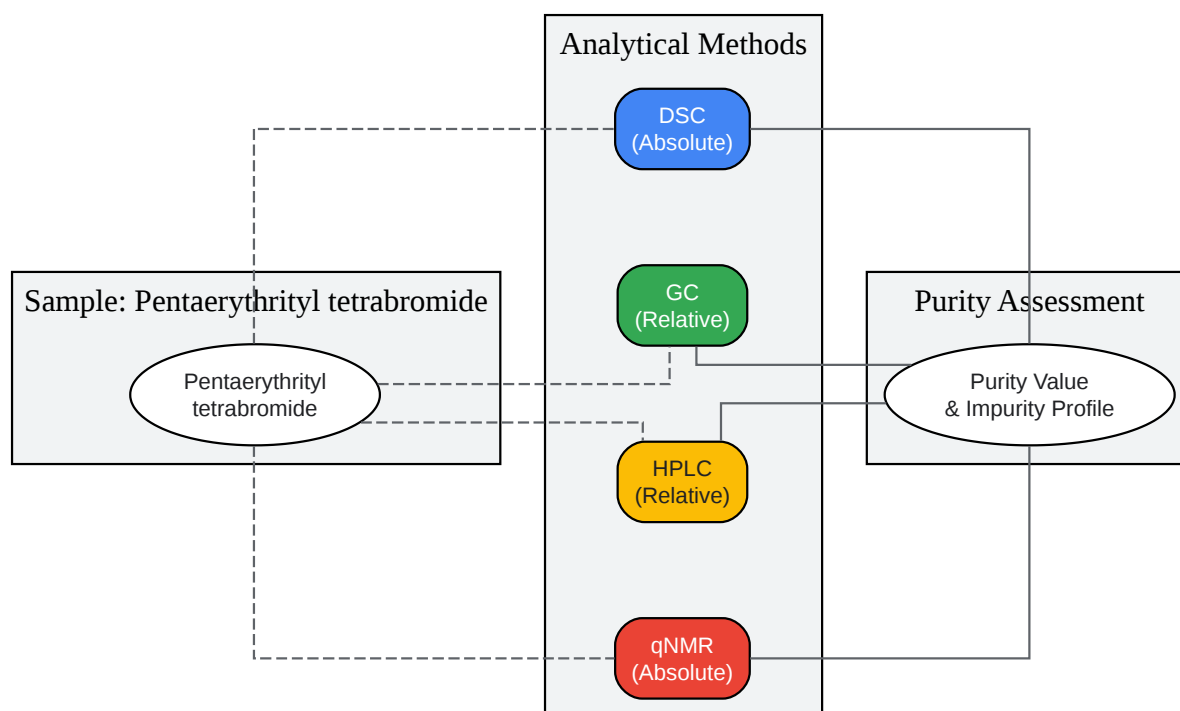 Analytical Methods
DSC
(Absolute)
Sample: Pentaerythrityl tetrabromide
GC
(Relative)
Purity Assessment
Pentaerythrityl
tetrabromide
Purity Value
& Impurity Profile
HPLC
(Relative)
qNMR
(Absolute)